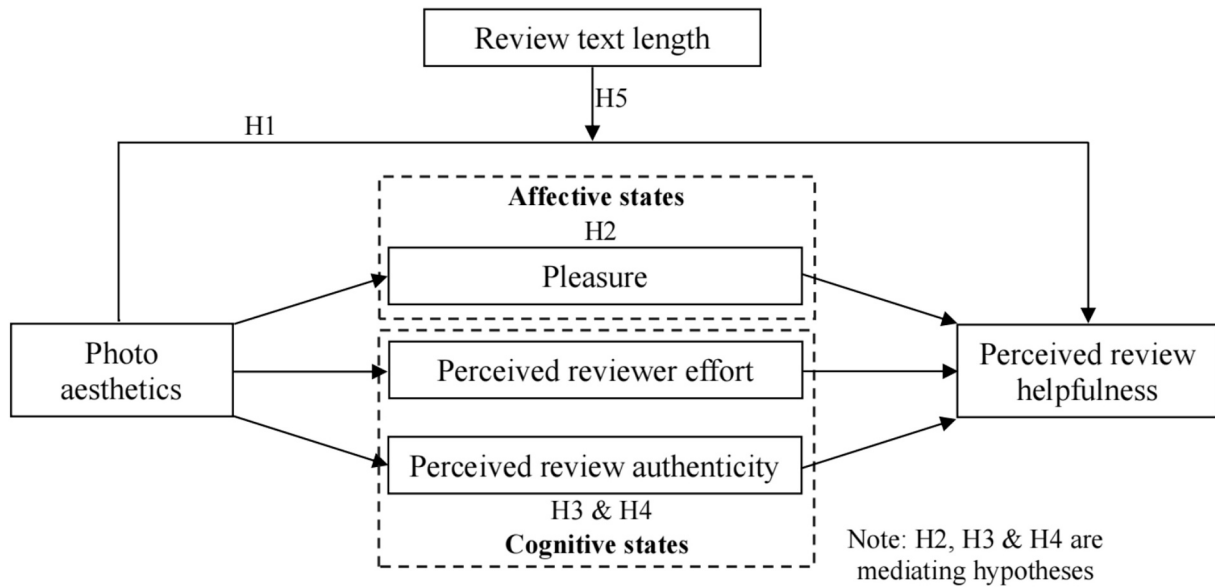 Review text length
H5
H1
Affective states
H2
Pleasure
Photo
aesthetics
Perceived reviewer effort
Perceived review
helpfulness
Perceived review authenticity
H3 & H4
Cognitive states
Note: H2, H3 & H4 are
mediating hypotheses